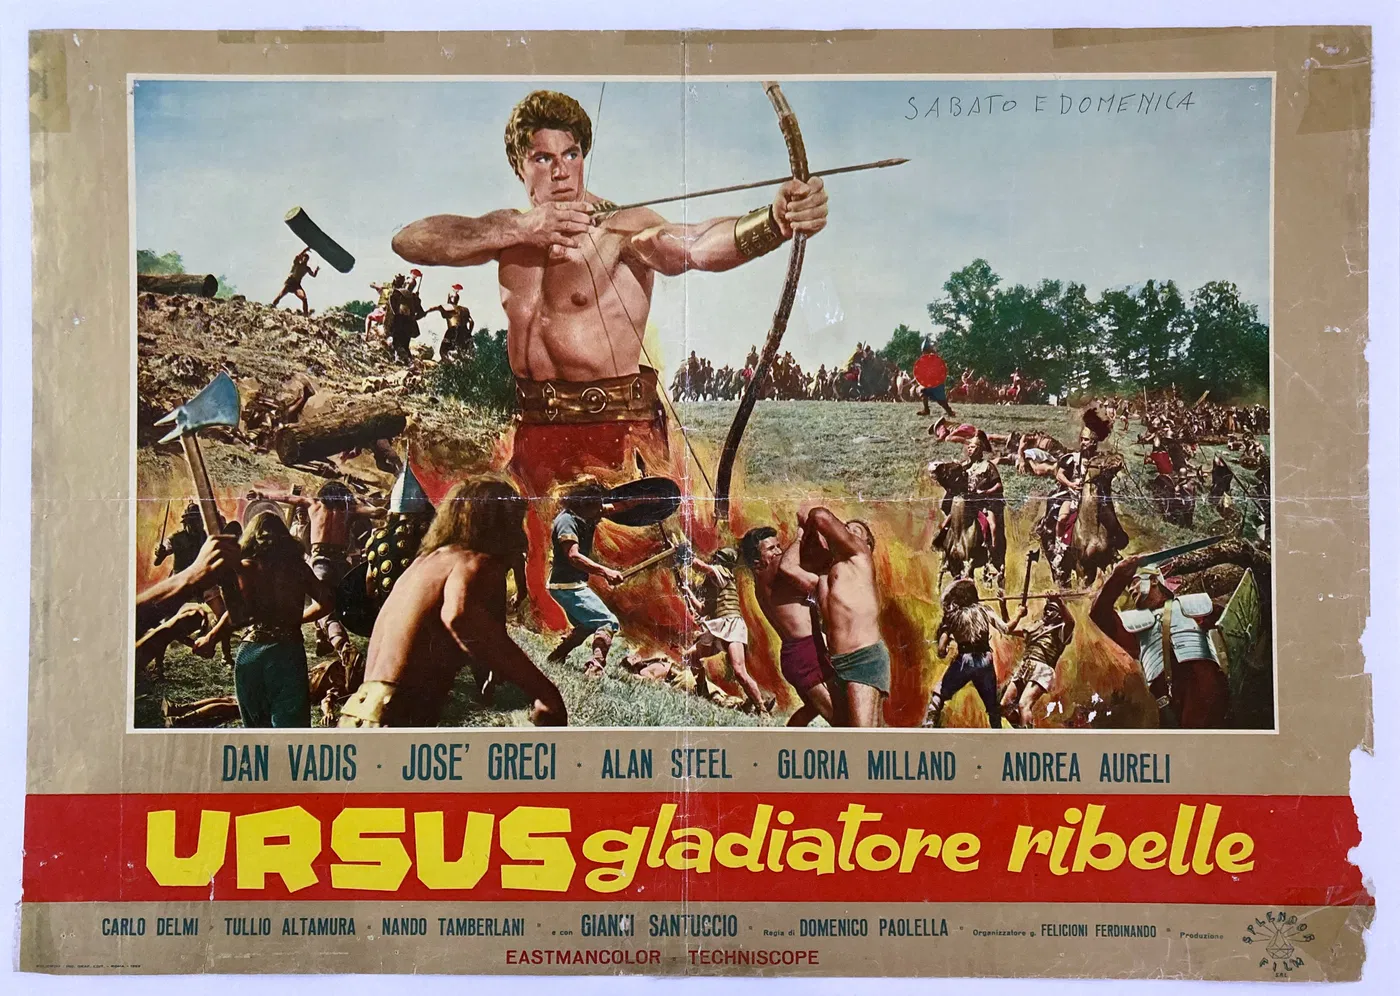 SABATO E DOMENICA
DAN VADIS · JOSE' GRECI · ALAN STEEL · GLORIA MILLAND · ANDREA AURELI
URSUS gladiatore ribelle
CARLO DELMI · TULLIO ALTAMURA · NANDO TAMBERLANI · e con GIANNI SANTUCCIO · Regia di DOMENICO PAOLELLA · Organizzatore g. FELICIONI FERDINANDO · Produzione
SPLENDOR FILM S.R.L.
EASTMANCOLOR - TECHNISCOPE